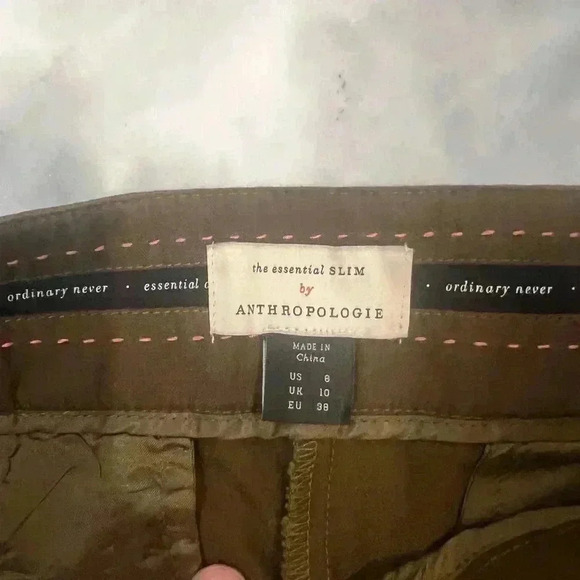 ordinary never · essential
the essential SLIM
by
ANTHROPOLOGIE
· ordinary never ·
MADE IN
China
US 8
UK 10
EU 38